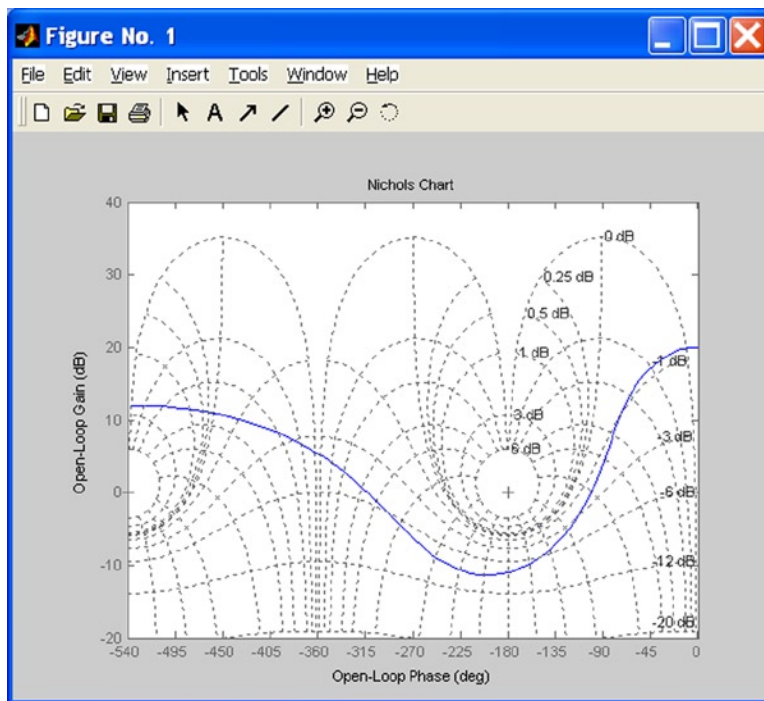 Figure No. 1
File Edit View Insert Tools Window Help
A
Nichols Chart
40
30
20
10
0
-10
-20
Open-Loop Gain (dB)
0 dB
0.25 dB
0.5 dB
1 dB
3 dB
6 dB
-1 dB
-3 dB
-6 dB
-12 dB
-20 dB
-540 -495 -450 -405 -360 -315 -270 -225 -180 -135 -90 -45 0
Open-Loop Phase (deg)